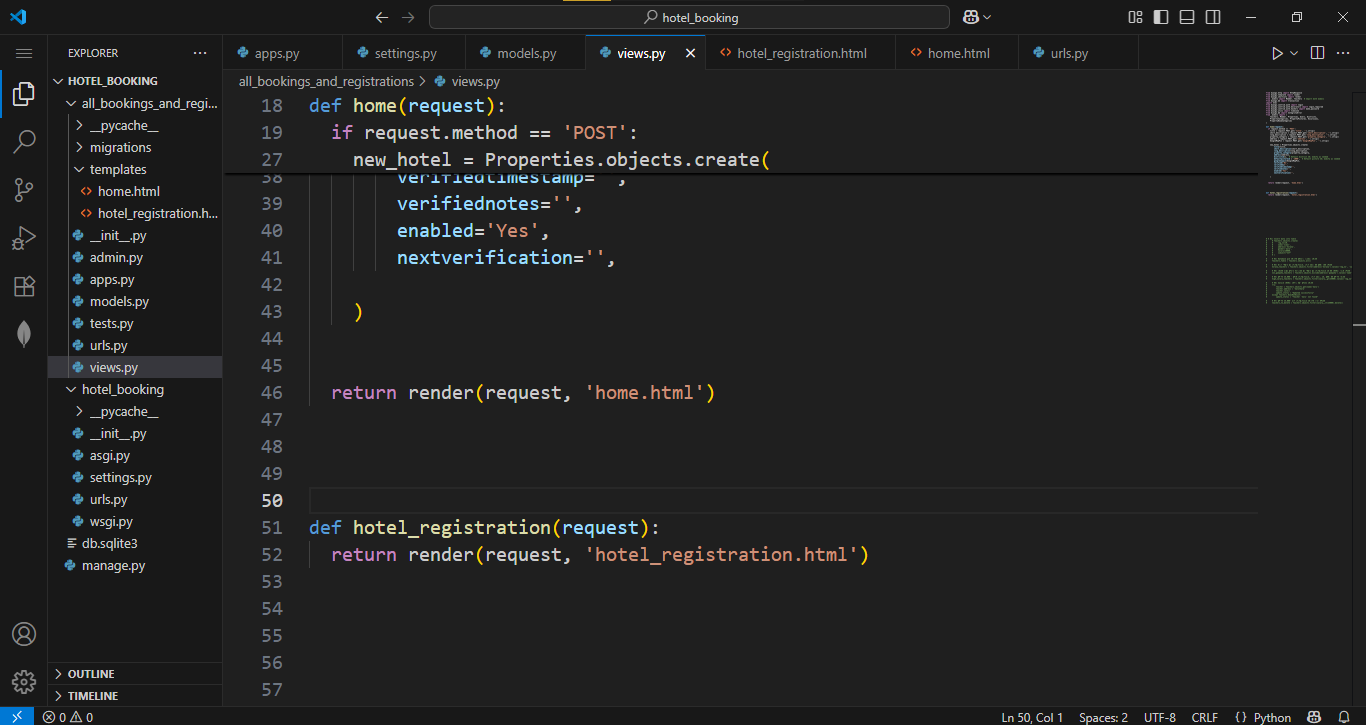 hotel_booking
EXPLORER
HOTEL_BOOKING
all_bookings_and_regi...
__pycache__
migrations
templates
home.html
hotel_registration.h...
__init__.py
admin.py
apps.py
models.py
tests.py
urls.py
views.py
hotel_booking
__pycache__
__init__.py
asgi.py
settings.py
urls.py
wsgi.py
db.sqlite3
manage.py
OUTLINE
TIMELINE
apps.py settings.py models.py views.py hotel_registration.html home.html urls.py
all_bookings_and_registrations > views.py
18 def home(request):
19 if request.method == 'POST':
27 new_hotel = Properties.objects.create(
38 verifiedtimestamp='',
39 verifiednotes='',
40 enabled='Yes',
41 nextverification='',
42
43 )
44
45
46 return render(request, 'home.html')
47
48
49
50
51 def hotel_registration(request):
52 return render(request, 'hotel_registration.html')
53
54
55
56
57
0 0 Ln 50, Col 1 Spaces: 2 UTF-8 CRLF {} Python